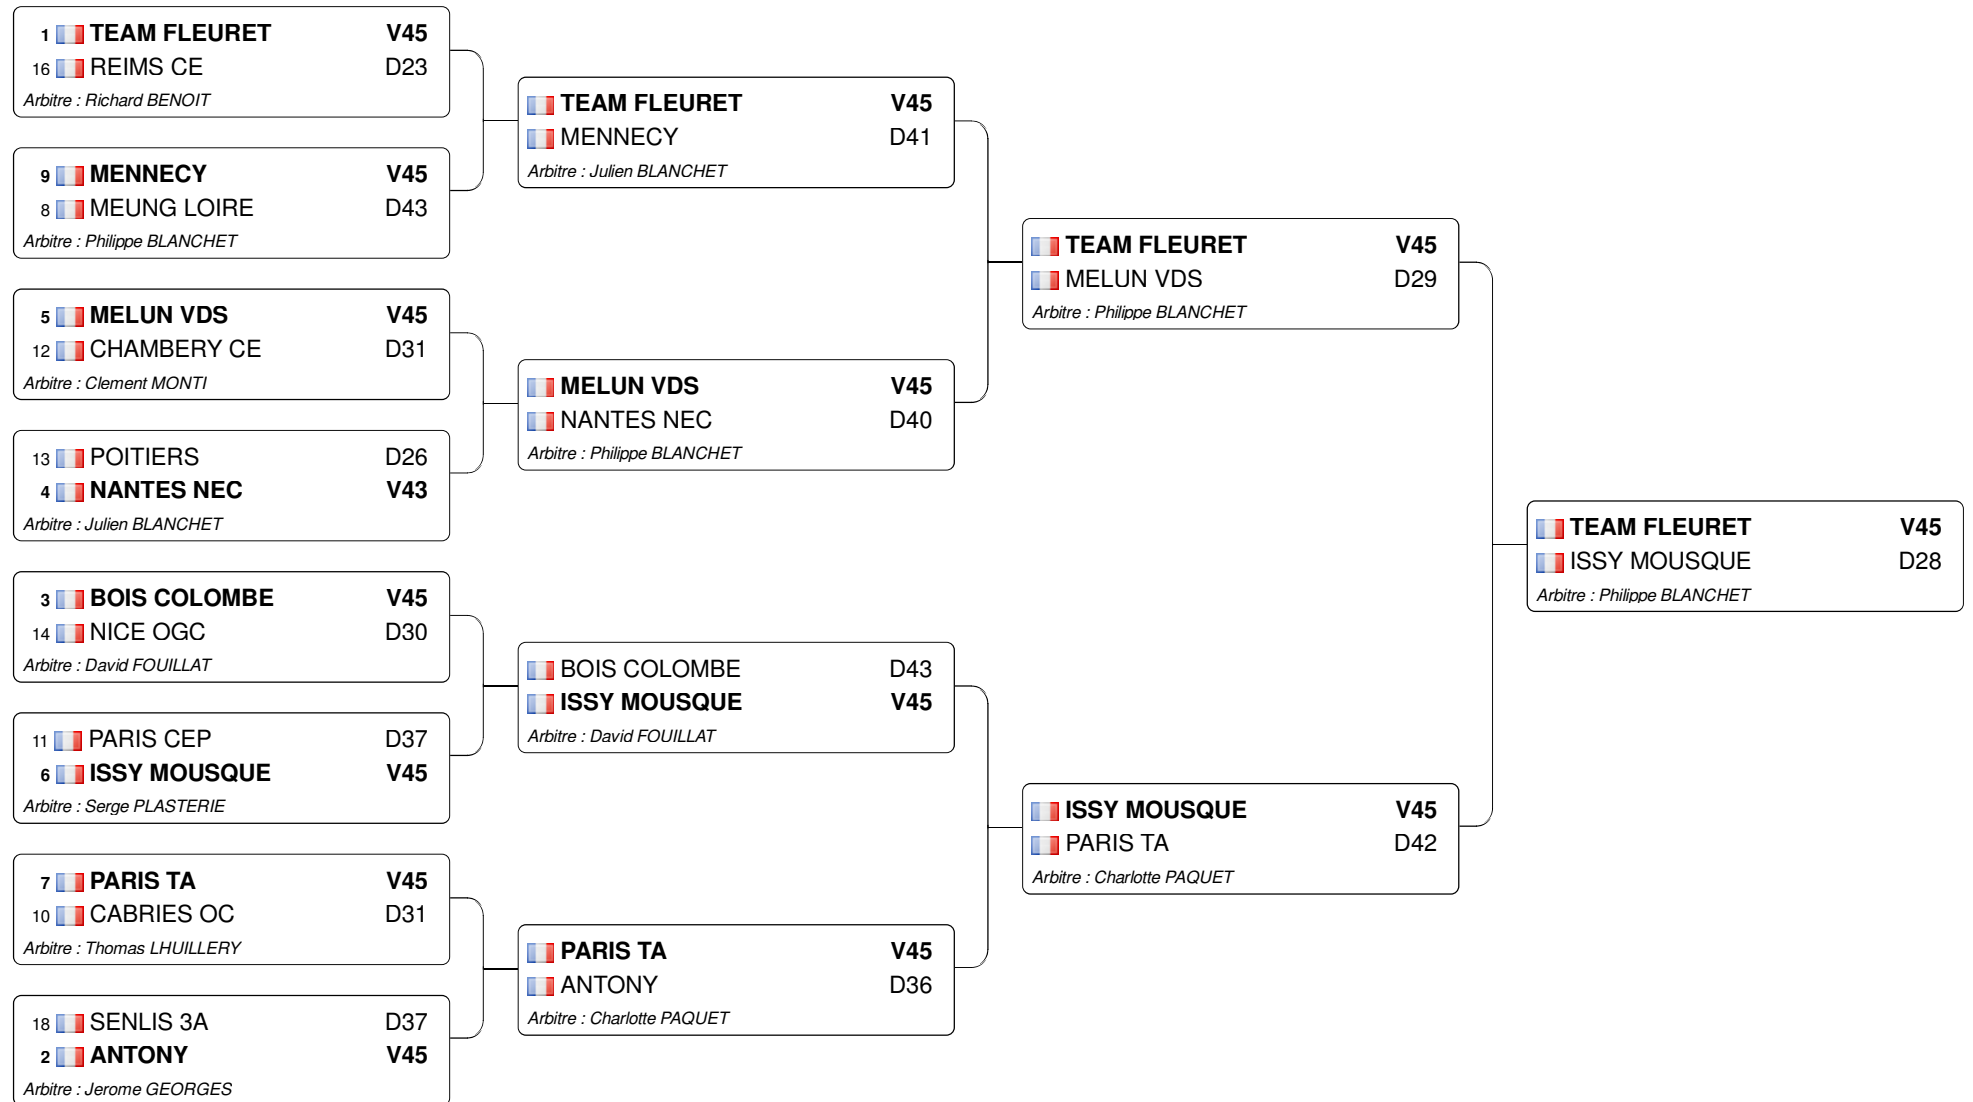 1 TEAM FLEURET V45
16 REIMS CE D23
Arbitre : Richard BENOIT
9 MENNECY V45
8 MEUNG LOIRE D43
Arbitre : Philippe BLANCHET
5 MELUN VDS V45
12 CHAMBERY CE D31
Arbitre : Clement MONTI
13 POITIERS D26
4 NANTES NEC V43
Arbitre : Julien BLANCHET
3 BOIS COLOMBE V45
14 NICE OGC D30
Arbitre : David FOUILLAT
11 PARIS CEP D37
6 ISSY MOUSQUE V45
Arbitre : Serge PLASTERIE
7 PARIS TA V45
10 CABRIES OC D31
Arbitre : Thomas LHUILLERY
18 SENLIS 3A D37
2 ANTONY V45
Arbitre : Jerome GEORGES
TEAM FLEURET V45
MENNECY D41
Arbitre : Julien BLANCHET
MELUN VDS V45
NANTES NEC D40
Arbitre : Philippe BLANCHET
BOIS COLOMBE D43
ISSY MOUSQUE V45
Arbitre : David FOUILLAT
PARIS TA V45
ANTONY D36
Arbitre : Charlotte PAQUET
TEAM FLEURET V45
MELUN VDS D29
Arbitre : Philippe BLANCHET
ISSY MOUSQUE V45
PARIS TA D42
Arbitre : Charlotte PAQUET
TEAM FLEURET V45
ISSY MOUSQUE D28
Arbitre : Philippe BLANCHET